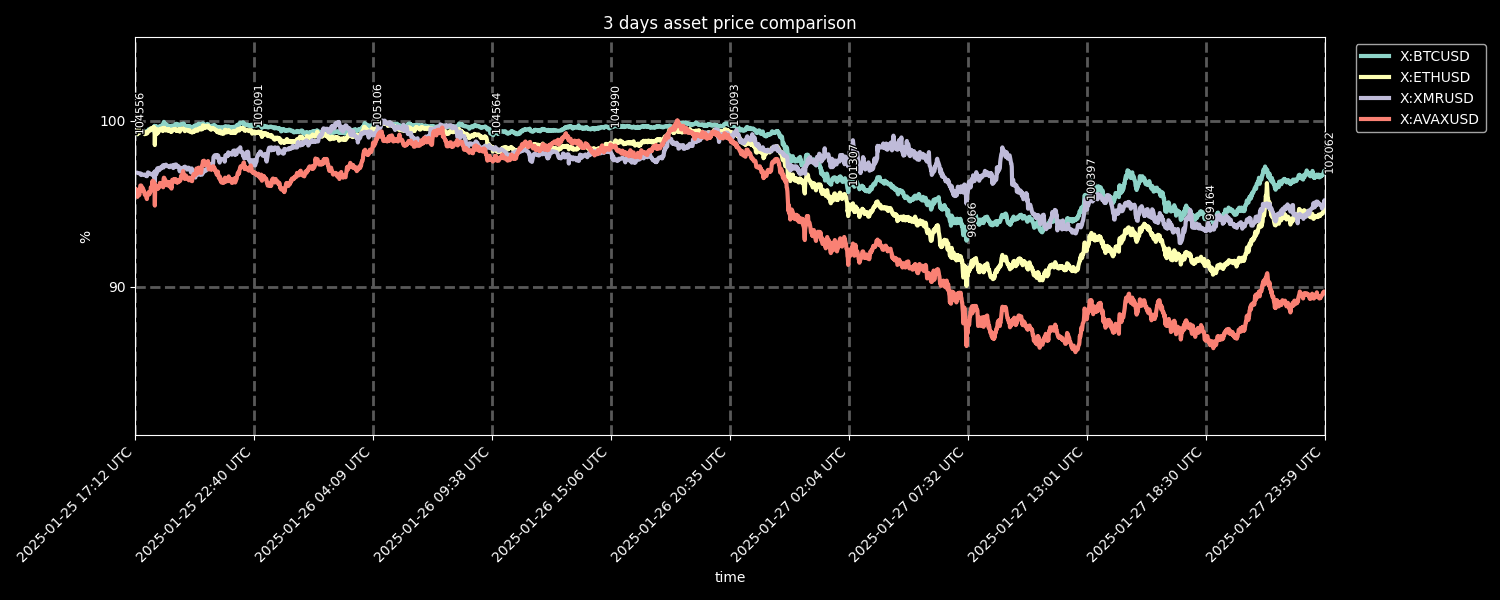 3 days asset price comparison
X:BTCUSD
X:ETHUSD
X:XMRUSD
X:AVAXUSD
100
90
%
104556
105091
105106
104564
104990
105093
101307
98066
100397
99164
102062
2025-01-25 17:12 UTC
2025-01-25 22:40 UTC
2025-01-26 04:09 UTC
2025-01-26 09:38 UTC
2025-01-26 15:06 UTC
2025-01-26 20:35 UTC
2025-01-27 02:04 UTC
2025-01-27 07:32 UTC
2025-01-27 13:01 UTC
2025-01-27 18:30 UTC
2025-01-27 23:59 UTC
time